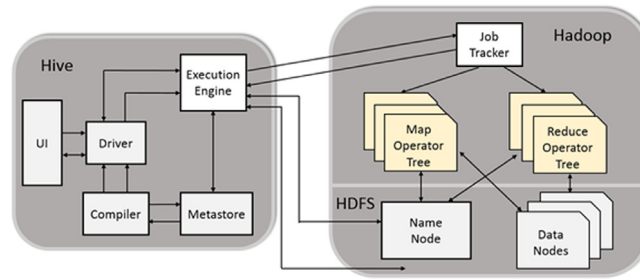 Hive
Execution
Engine
UI
Driver
Compiler
Metastore
Job
Tracker
Hadoop
Map
Operator
Tree
Reduce
Operator
Tree
HDFS
Name
Node
Data
Nodes